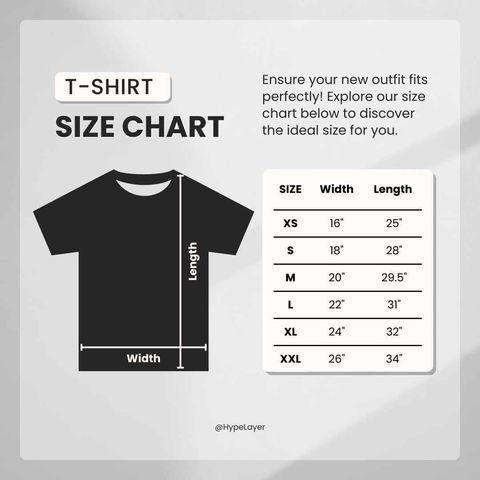 T-SHIRT
SIZE CHART
Ensure your new outfit fits
perfectly! Explore our size
chart below to discover
the ideal size for you.
Length
Width
SIZE Width Length
XS 16" 25"
S 18" 28"
M 20" 29.5"
L 22" 31"
XL 24" 32"
XXL 26" 34"
@HypeLayer